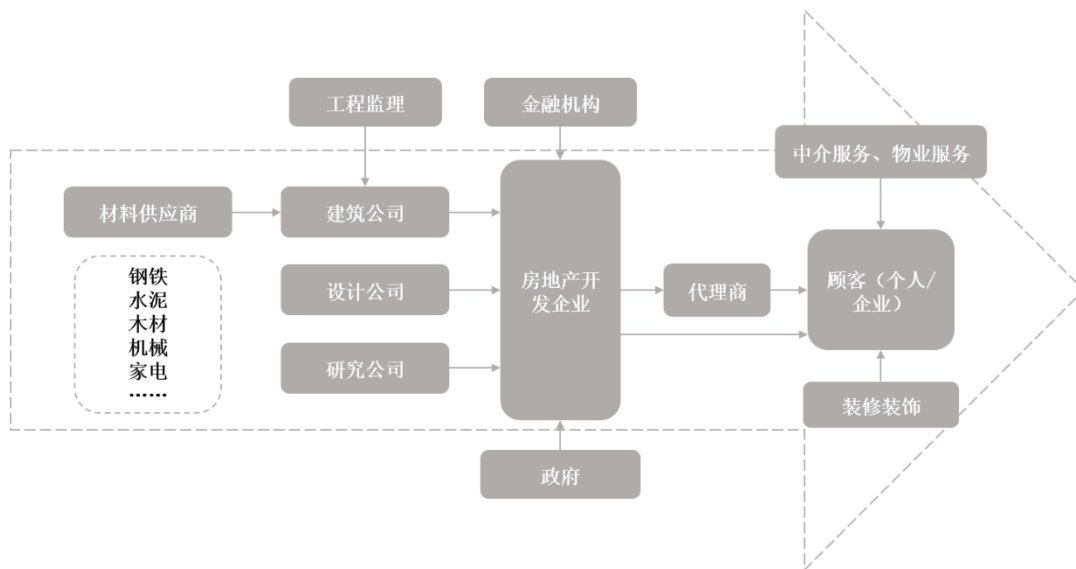 工程监理
金融机构
中介服务、物业服务
材料供应商
建筑公司
钢铁
水泥
木材
机械
家电
……
设计公司
研究公司
房地产开
发企业
代理商
顾客（个人/
企业）
装修装饰
政府